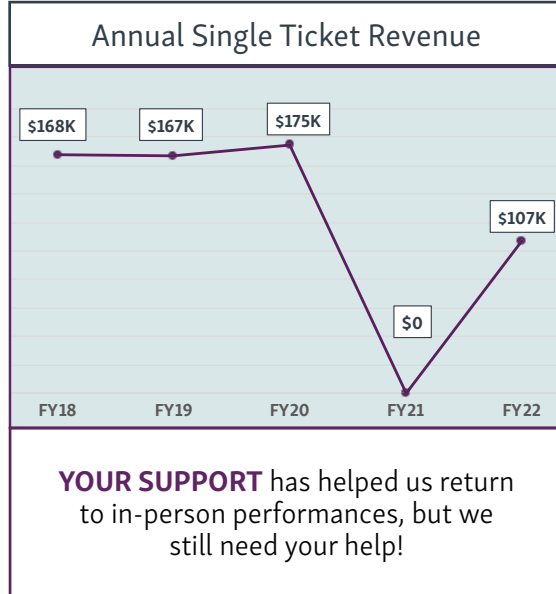 Annual Single Ticket Revenue
$168K
$167K
$175K
$107K
$0
FY18
FY19
FY20
FY21
FY22
YOUR SUPPORT has helped us return
to in-person performances, but we
still need your help!